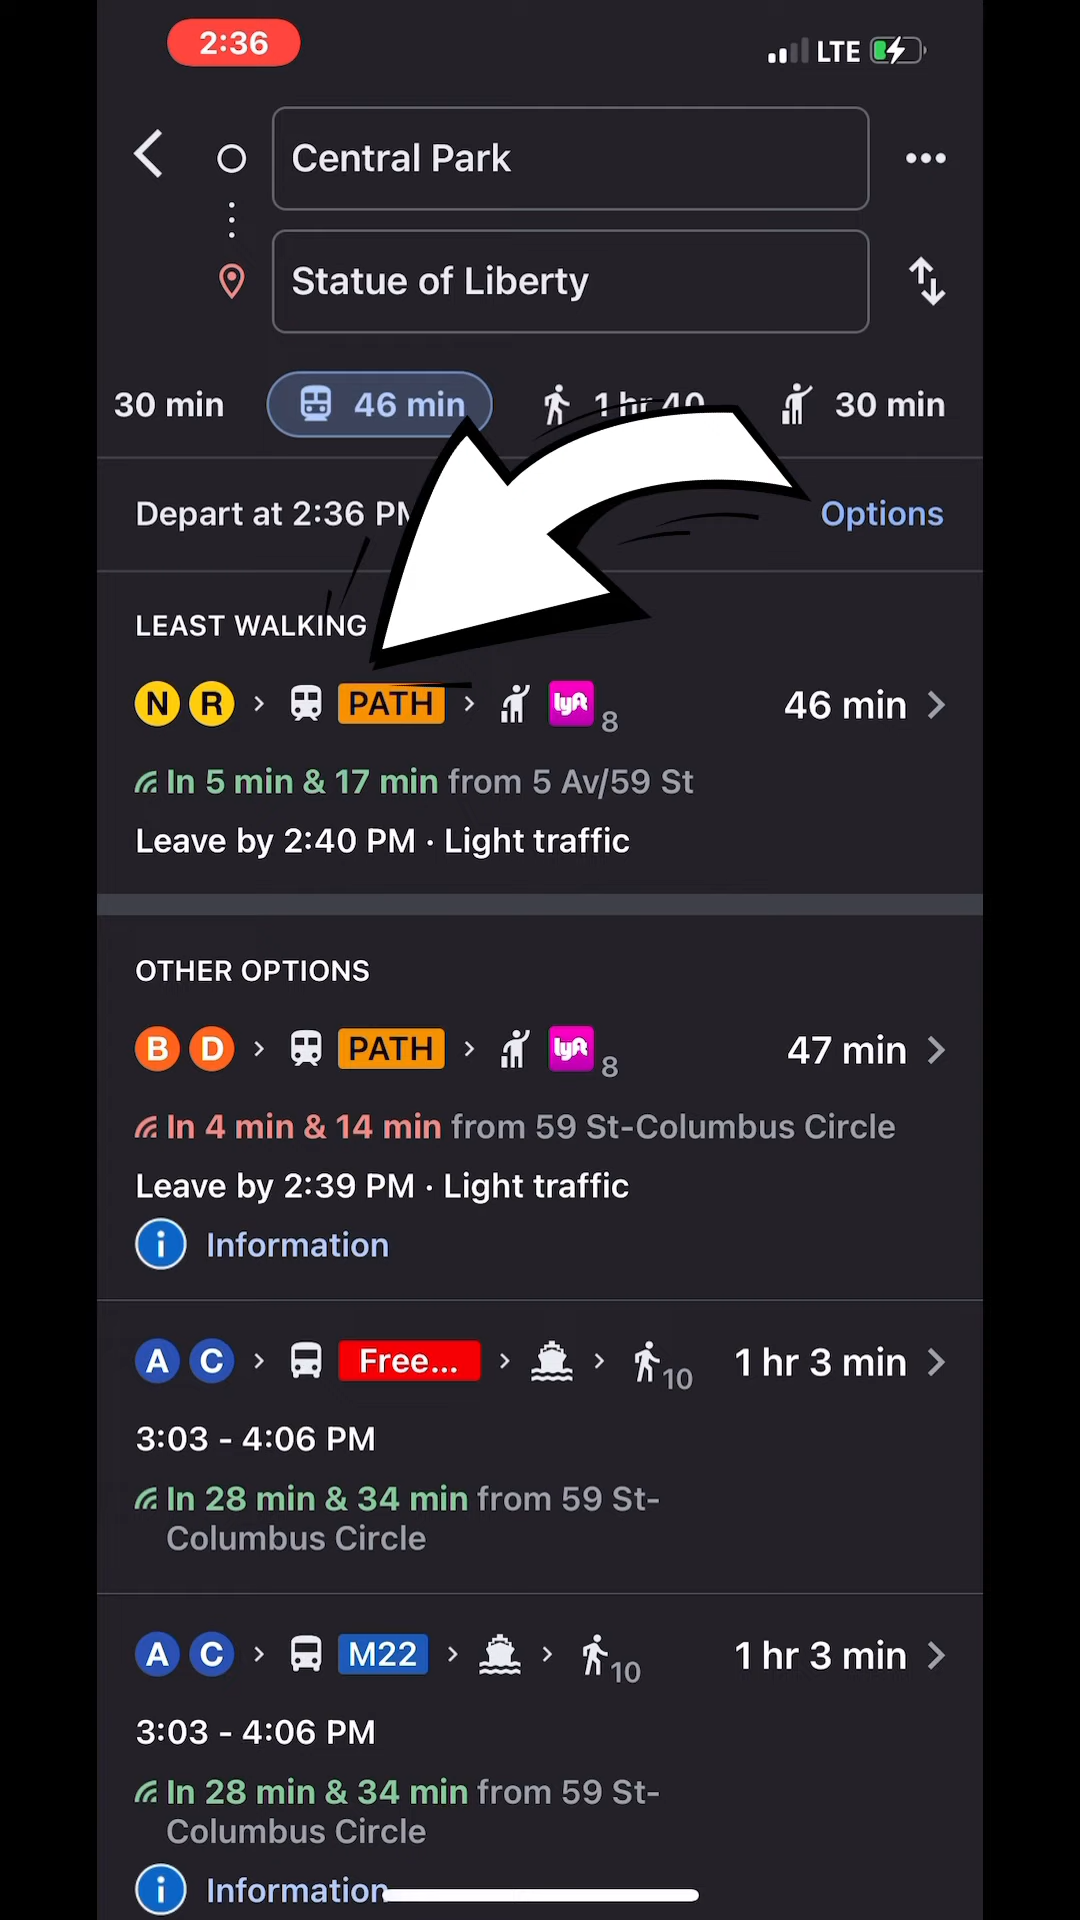 2:36
LTE
Central Park
Statue of Liberty
30 min 46 min 1 hr 40 30 min
Depart at 2:36 PM Options
LEAST WALKING
N R PATH lyft 8 46 min
In 5 min & 17 min from 5 Av/59 St
Leave by 2:40 PM · Light traffic
OTHER OPTIONS
B D PATH lyft 8 47 min
In 4 min & 14 min from 59 St-Columbus Circle
Leave by 2:39 PM · Light traffic
i Information
A C Free... 10 1 hr 3 min
3:03 - 4:06 PM
In 28 min & 34 min from 59 St-
Columbus Circle
A C M22 10 1 hr 3 min
3:03 - 4:06 PM
In 28 min & 34 min from 59 St-
Columbus Circle
i Information